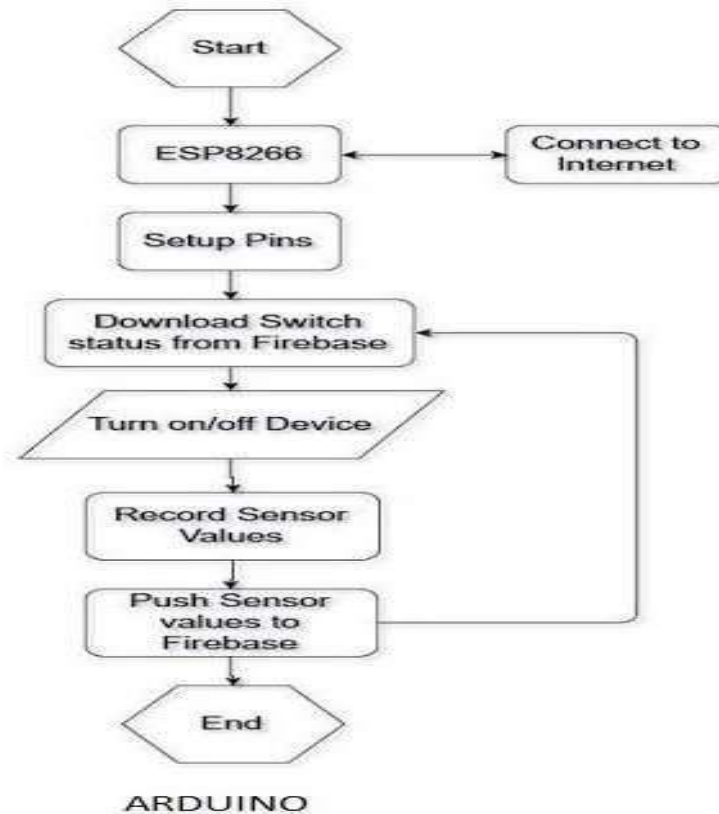 Start
ESP8266
Connect to
Internet
Setup Pins
Download Switch
status from Firebase
Turn on/off Device
Record Sensor
Values
Push Sensor
values to
Firebase
End
ARDUINO